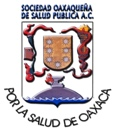 SOCIEDAD OAXAQUEÑA
DE SALUD PUBLICA A.C.
POR LA SALUD DE OAXACA